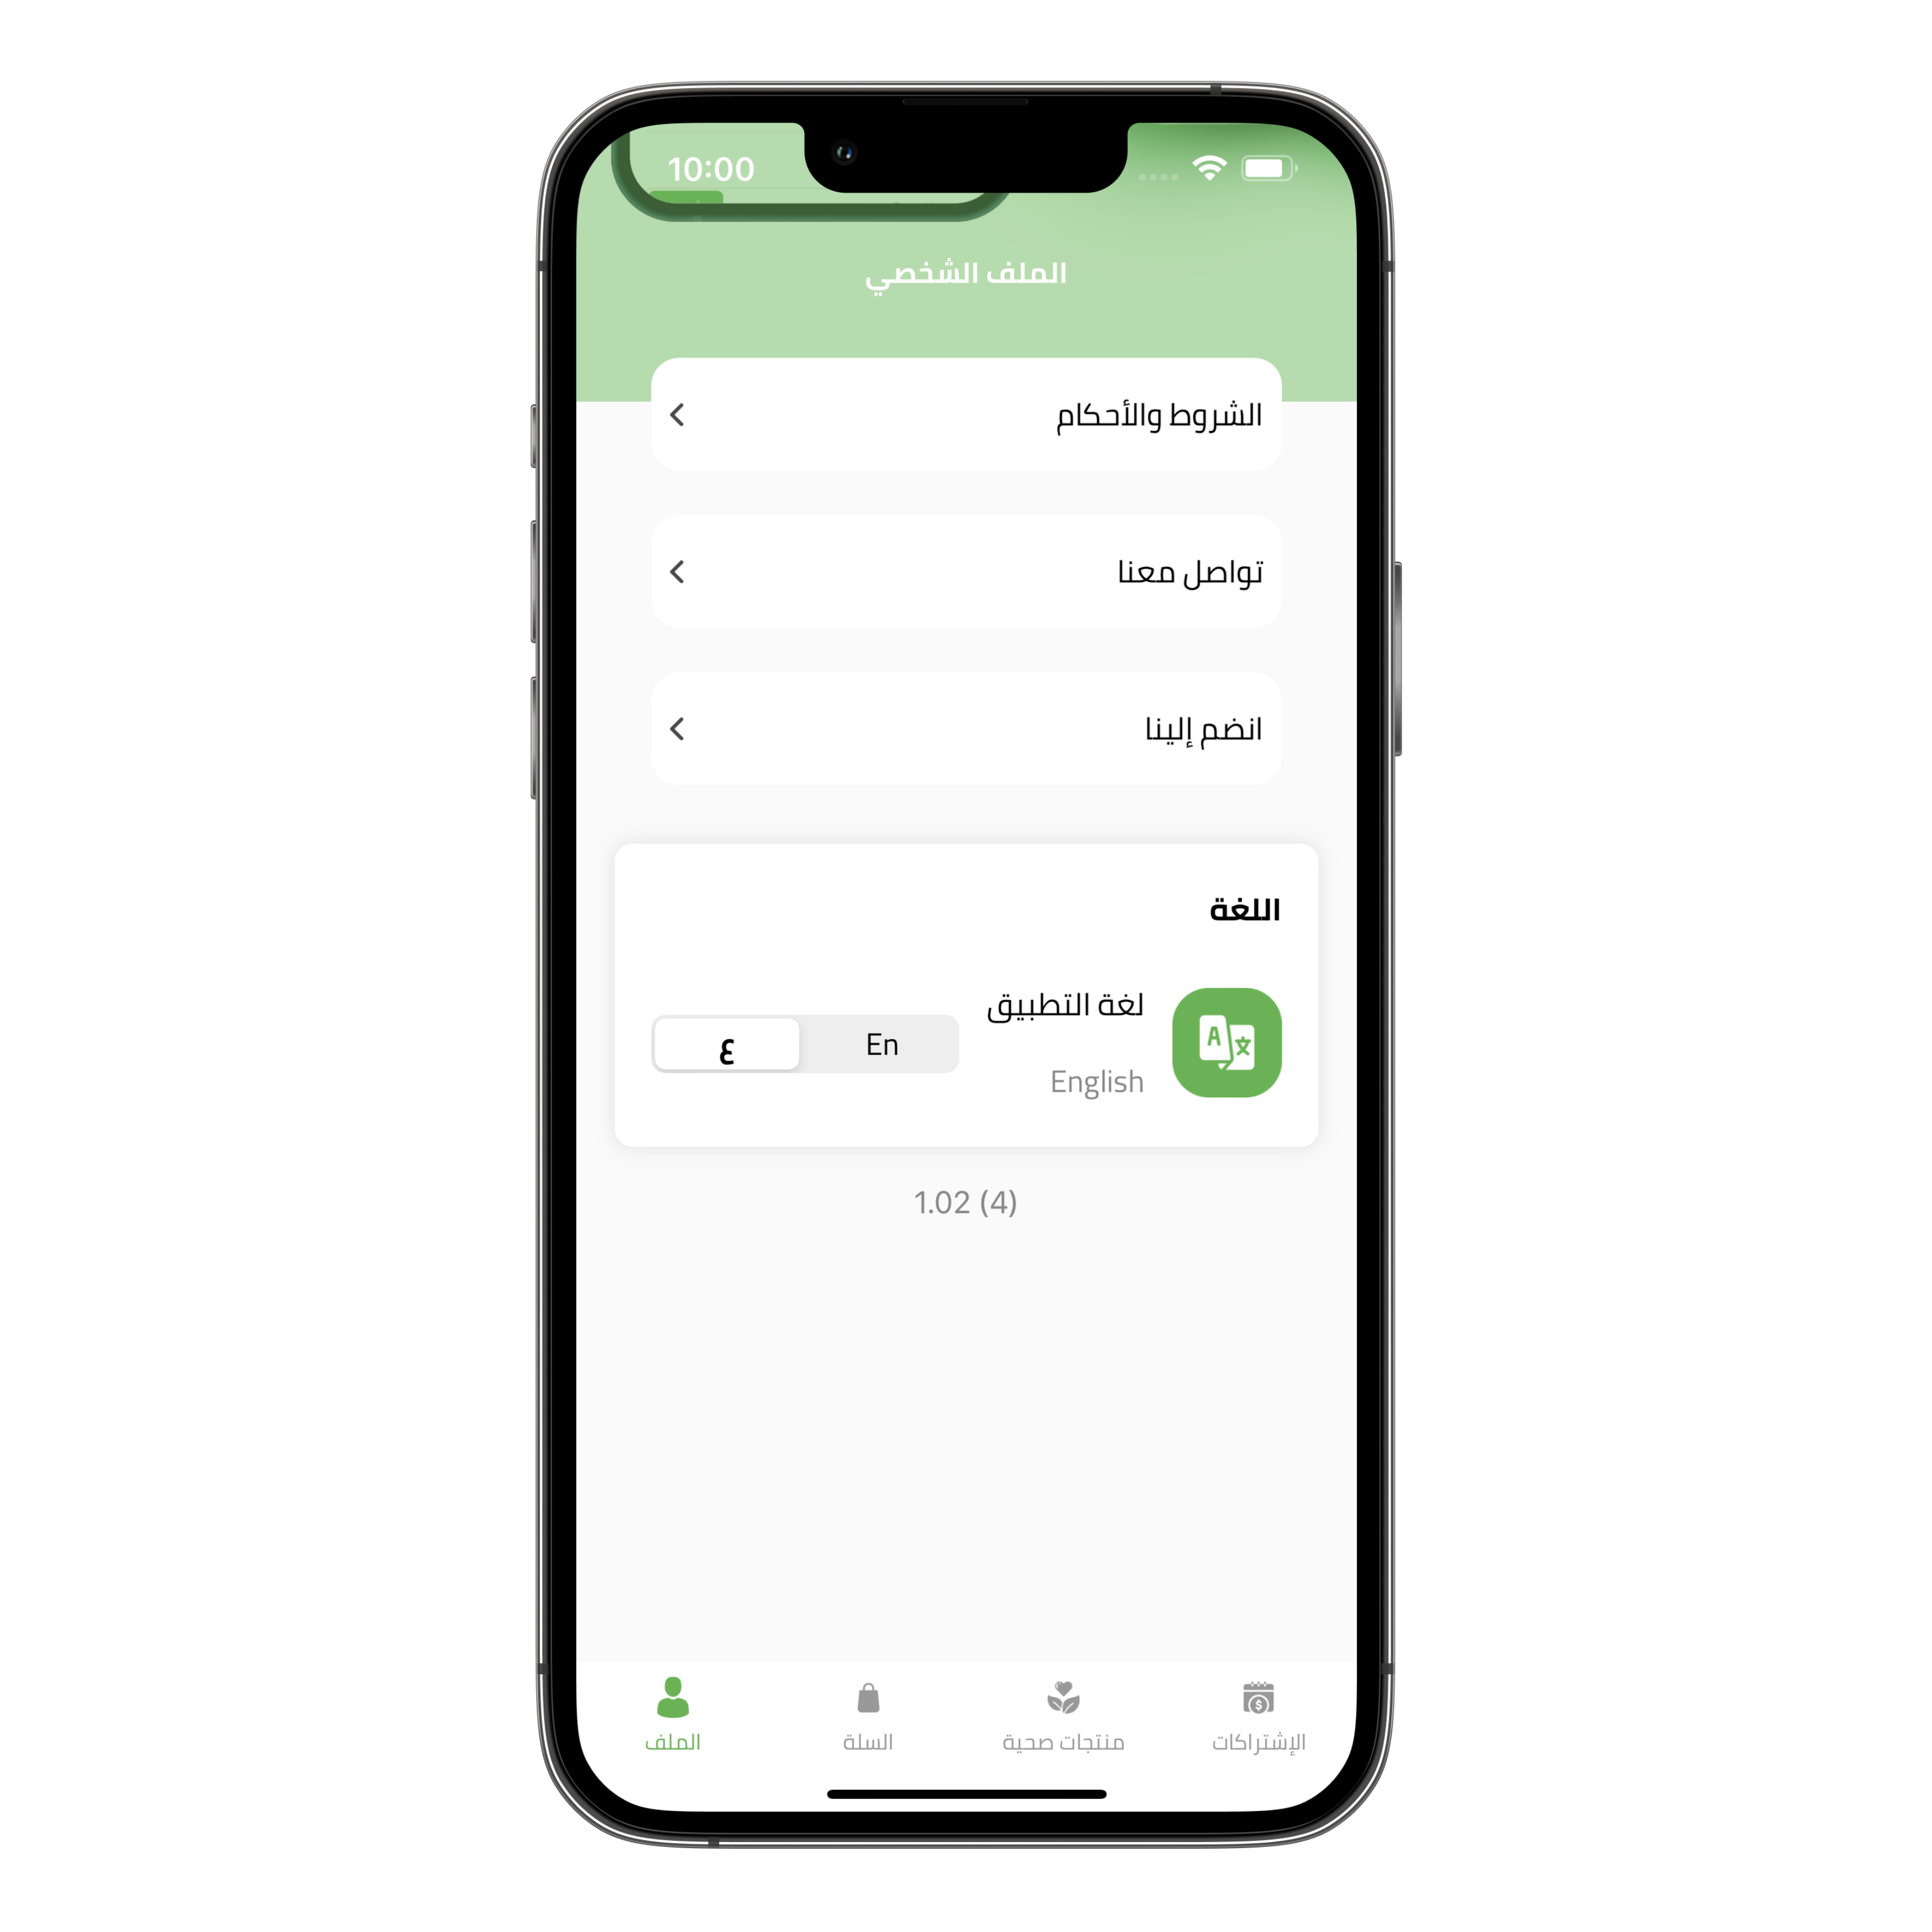 10:00
الملف الشخصي
الشروط والأحكام
تواصل معنا
انضم إلينا
اللغة
لغة التطبيق
English
En
ع
1.02 (4)
الإشتراكات
منتجات صحية
السلة
الملف